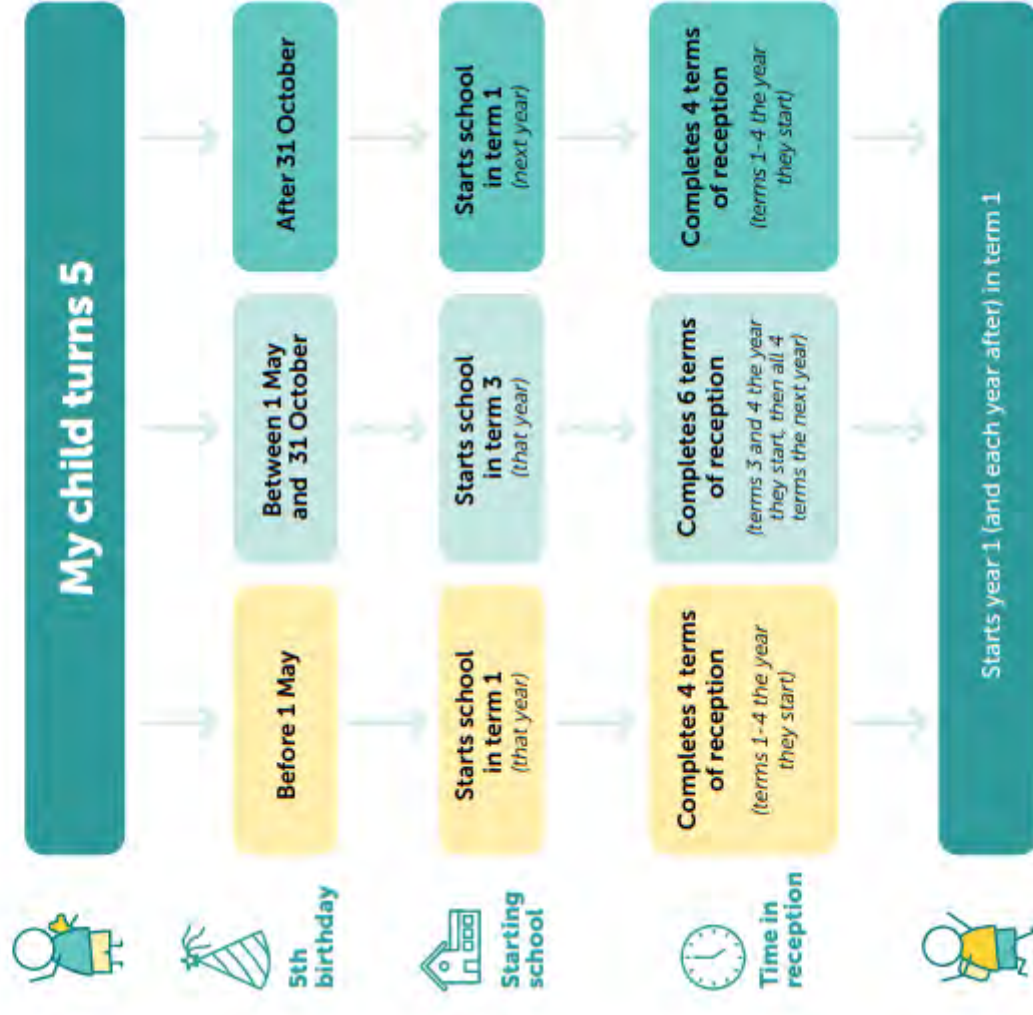 My child turns 5
5th
birthday
Before 1 May
Between 1 May
and 31 October
After 31 October
Starting
school
Starts school
in term 1
(that year)
Starts school
in term 3
(that year)
Starts school
in term 1
(next year)
Time in
reception
Completes 4 terms
of reception
(terms 1-4 the year
they start)
Completes 6 terms
of reception
(terms 3 and 4 the year
they start, then all 4
terms the next year)
Completes 4 terms
of reception
(terms 1-4 the year
they start)
Starts year 1 (and each year after) in term 1